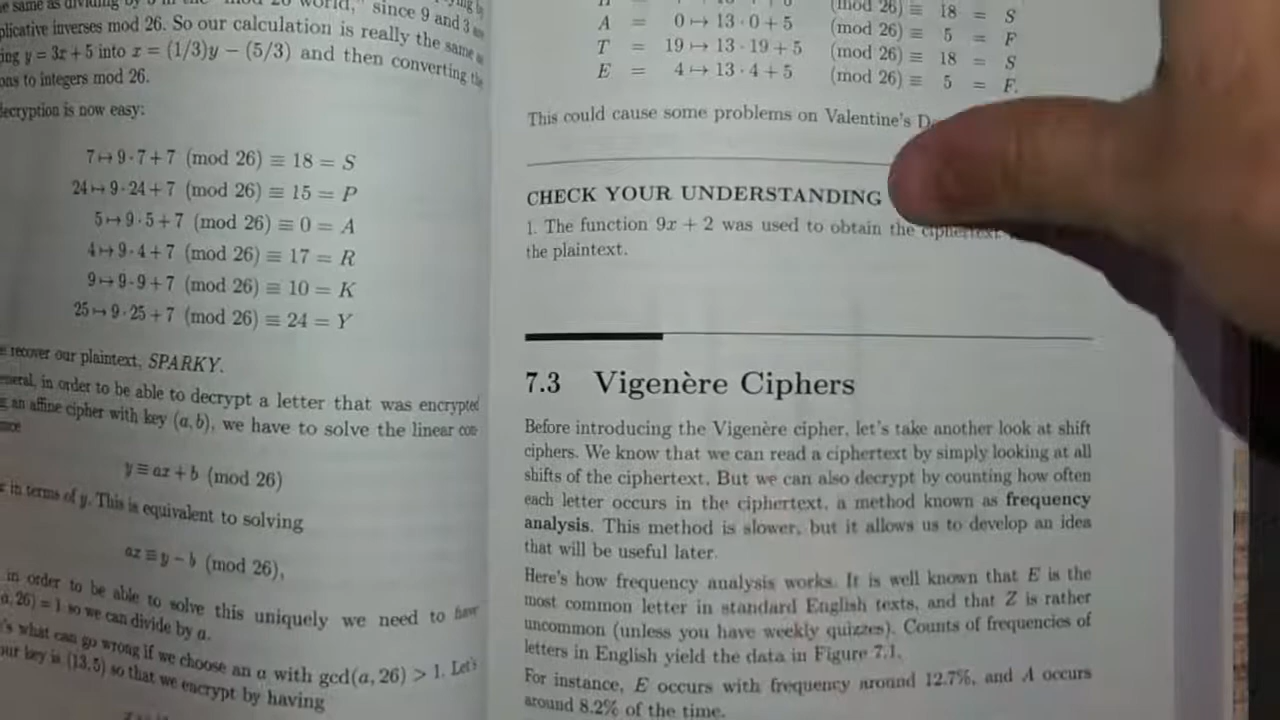 same as dividing by 3 in the "mod 26 world," since 9 and 3
plicative inverses mod 26. So our calculation is really the same
ing y = 3x + 5 into x = (1/3)y − (5/3) and then converting the
ons to integers mod 26.
decryption is now easy:
7 ↦ 9 · 7 + 7 (mod 26) ≡ 18 = S
24 ↦ 9 · 24 + 7 (mod 26) ≡ 15 = P
5 ↦ 9 · 5 + 7 (mod 26) ≡ 0 = A
4 ↦ 9 · 4 + 7 (mod 26) ≡ 17 = R
9 ↦ 9 · 9 + 7 (mod 26) ≡ 10 = K
25 ↦ 9 · 25 + 7 (mod 26) ≡ 24 = Y
recover our plaintext, SPARKY.
eneral, in order to be able to decrypt a letter that was encrypted
an affine cipher with key (a, b), we have to solve the linear con-
y ≡ ax + b (mod 26)
in terms of y. This is equivalent to solving
ax ≡ y − b (mod 26),
in order to be able to solve this uniquely we need to have
a, 26) = 1 so we can divide by a.
's what can go wrong if we choose an a with gcd(a, 26) > 1. Let's
our key is (13, 5) so that we encrypt by having
(mod 26) ≡ 18 = S
A = 0 ↦ 13 · 0 + 5 (mod 26) ≡ 5 = F
T = 19 ↦ 13 · 19 + 5 (mod 26) ≡ 18 = S
E = 4 ↦ 13 · 4 + 5 (mod 26) ≡ 5 = F.
This could cause some problems on Valentine's D
CHECK YOUR UNDERSTANDING
1. The function 9x + 2 was used to obtain the ciphertext
the plaintext.
7.3 Vigenère Ciphers
Before introducing the Vigenère cipher, let's take another look at shift
ciphers. We know that we can read a ciphertext by simply looking at all
shifts of the ciphertext. But we can also decrypt by counting how often
each letter occurs in the ciphertext, a method known as frequency
analysis. This method is slower, but it allows us to develop an idea
that will be useful later.
Here's how frequency analysis works. It is well known that E is the
most common letter in standard English texts, and that Z is rather
uncommon (unless you have weekly quizzes). Counts of frequencies of
letters in English yield the data in Figure 7.1.
For instance, E occurs with frequency around 12.7%, and A occurs
around 8.2% of the time.